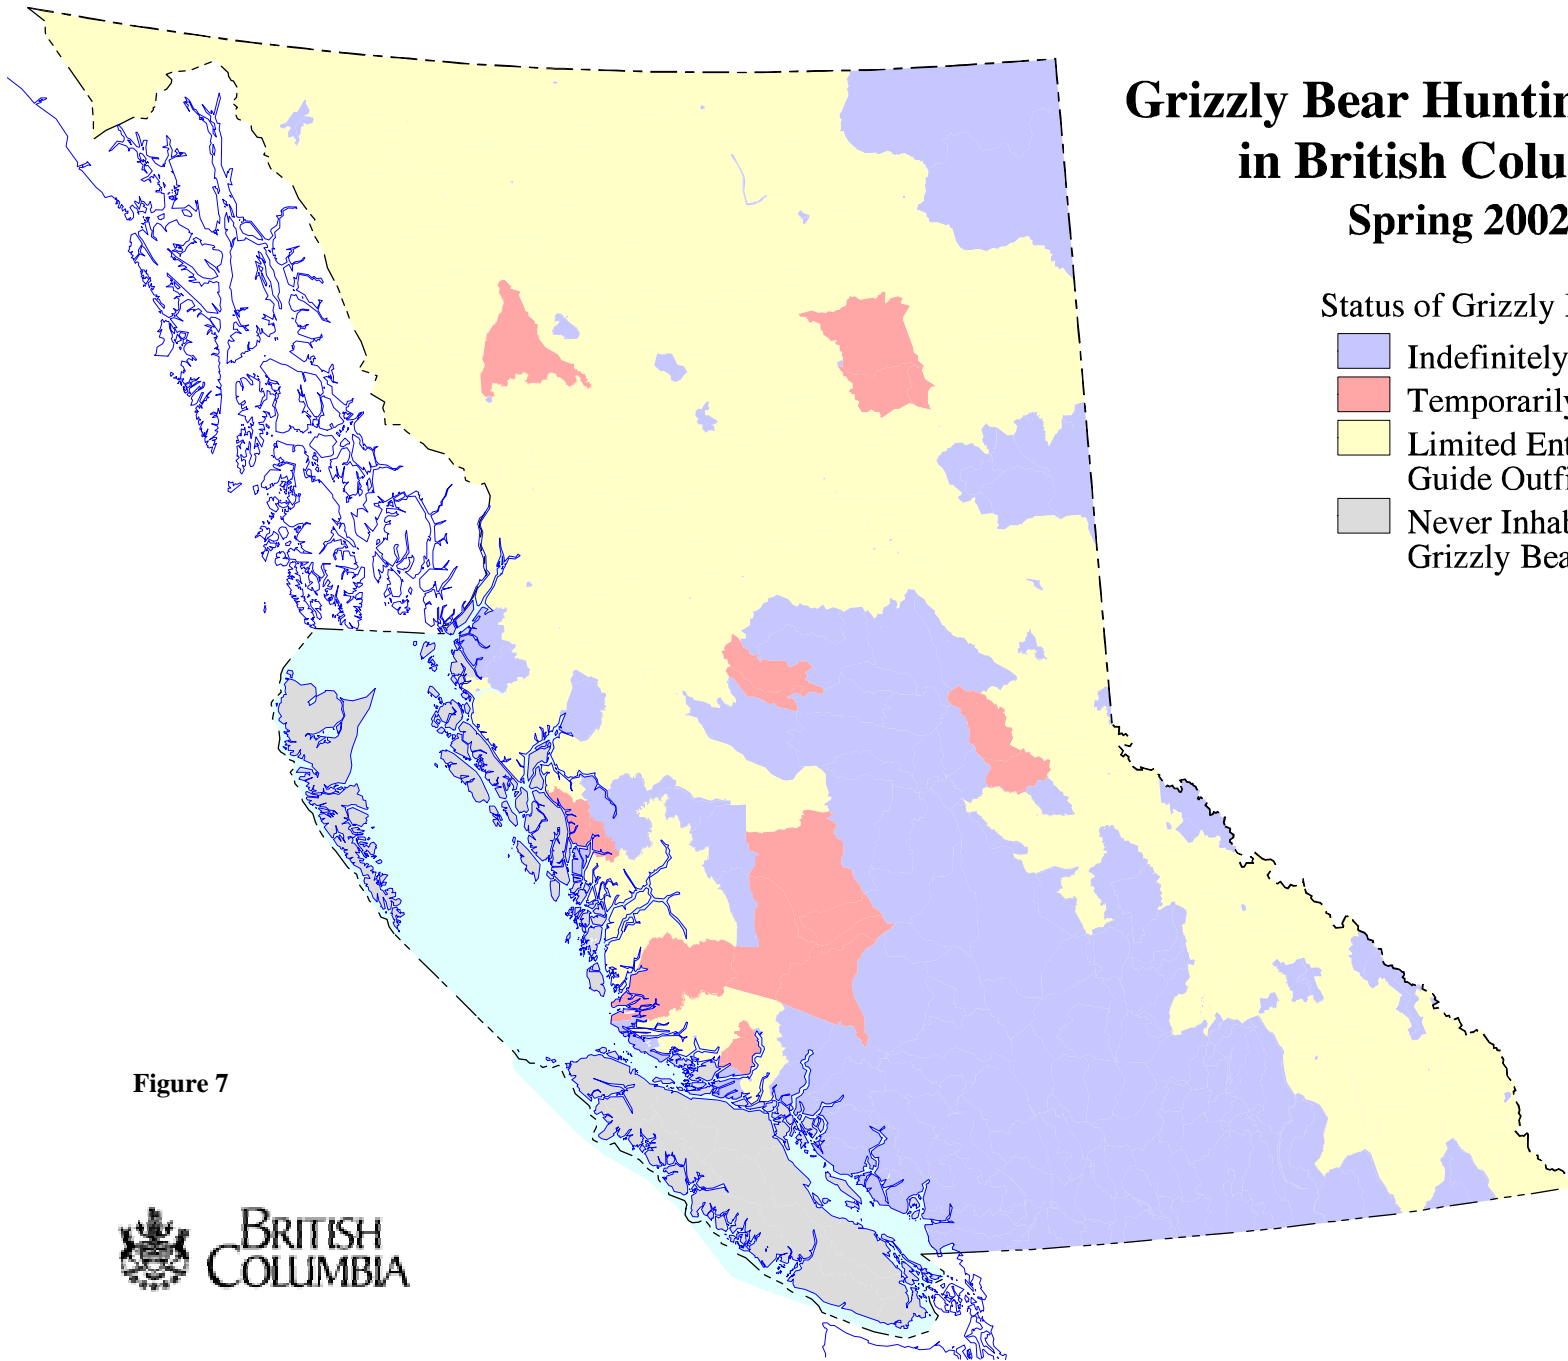 Grizzly Bear Huntin
in British Colu
Spring 2002
Status of Grizzly
Indefinitely
Temporarily
Limited Ent
Guide Outfi
Never Inhab
Grizzly Bea
Figure 7
BRITISH
COLUMBIA